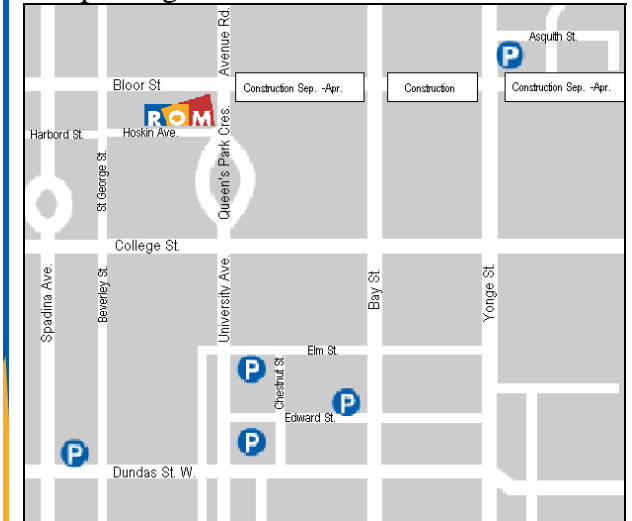 Avenue Rd.
Asquith St.
P
Bloor St
Construction Sep. -Apr.
Construction
Construction Sep. -Apr.
ROM
Harbord St.
Hoskin Ave.
St George St.
Queen's Park Cres.
College St.
Spadina Ave.
Beverley St.
University Ave.
Bay St.
Yonge St.
Elm St.
P
Chestnut St.
P
Edward St.
P
P
Dundas St. W.